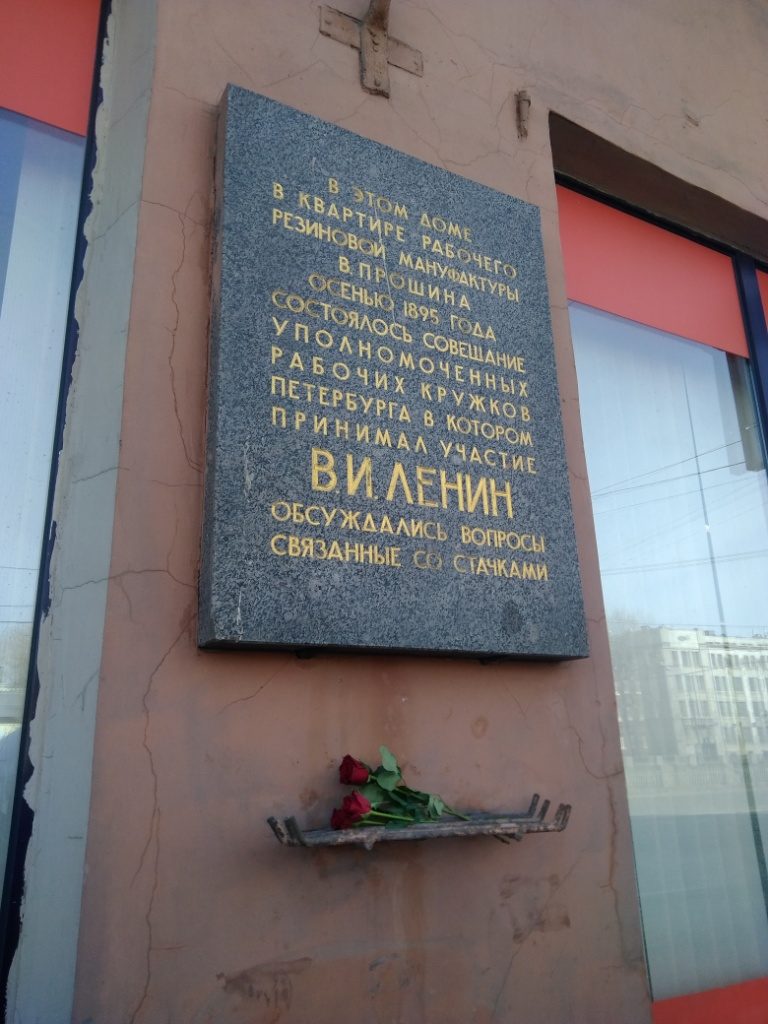 В ЭТОМ ДОМЕ
В КВАРТИРЕ РАБОЧЕГО
РЕЗИНОВОЙ МАНУФАКТУРЫ
В. ПРОШИНА
ОСЕНЬЮ 1895 ГОДА
СОСТОЯЛОСЬ СОВЕЩАНИЕ
УПОЛНОМОЧЕННЫХ
РАБОЧИХ КРУЖКОВ
ПЕТЕРБУРГА В КОТОРОМ
ПРИНИМАЛ УЧАСТИЕ
В.И.ЛЕНИН
ОБСУЖДАЛИСЬ ВОПРОСЫ
СВЯЗАННЫЕ СО СТАЧКАМИ